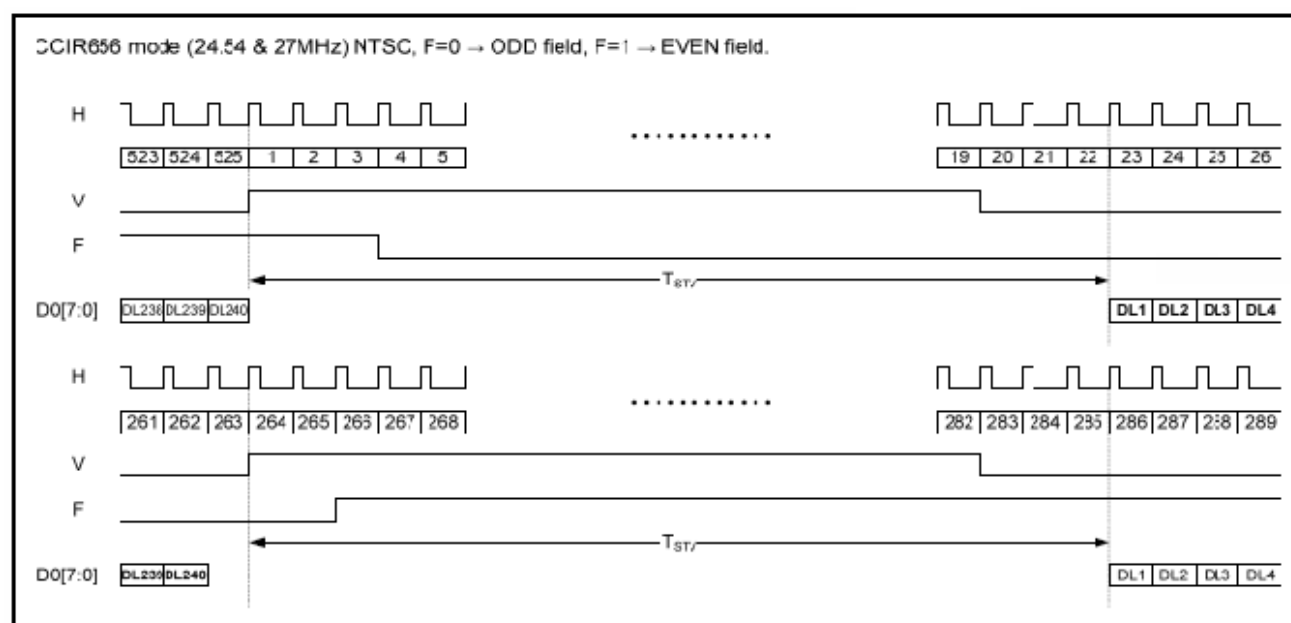 CCIR656 mode (24.54 & 27MHz) NTSC, F=0 → ODD field, F=1 → EVEN field.
H
523 524 525 1 2 3 4 5 19 20 21 22 23 24 25 26
V
F
TSTV
D0[7:0] DL238 DL239 DL240 DL1 DL2 DL3 DL4
H
261 262 263 264 265 266 267 268 282 283 284 285 286 287 288 289
V
F
TSTV
D0[7:0] DL239 DL240 DL1 DL2 DL3 DL4